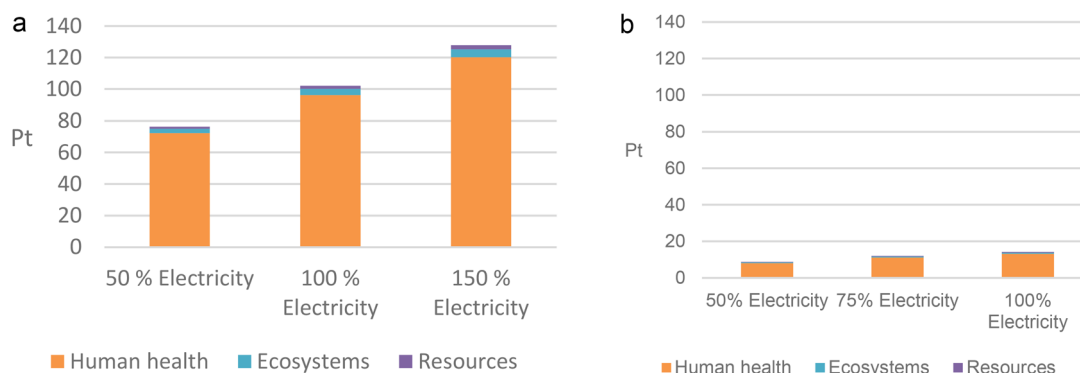 a
140
120
100
80
60
40
20
0
Pt
50 % Electricity
100 %
Electricity
150 %
Electricity
Human health
Ecosystems
Resources
b
140
120
100
80
60
40
20
0
Pt
50% Electricity
75% Electricity
100%
Electricity
Human health
Ecosystems
Resources